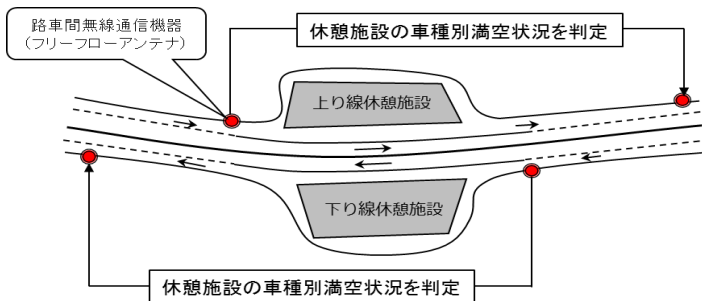 路車間無線通信機器
(フリーフローアンテナ)
休憩施設の車種別満空状況を判定
上り線休憩施設
下り線休憩施設
休憩施設の車種別満空状況を判定